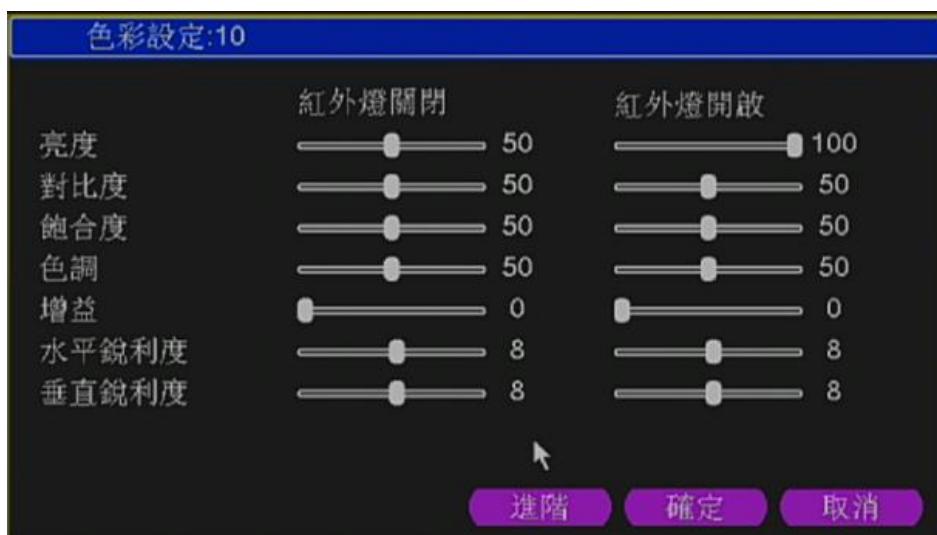 色彩設定:10
紅外燈關閉 紅外燈開啟
亮度 50 100
對比度 50 50
飽合度 50 50
色調 50 50
增益 0 0
水平銳利度 8 8
垂直銳利度 8 8
進階 確定 取消